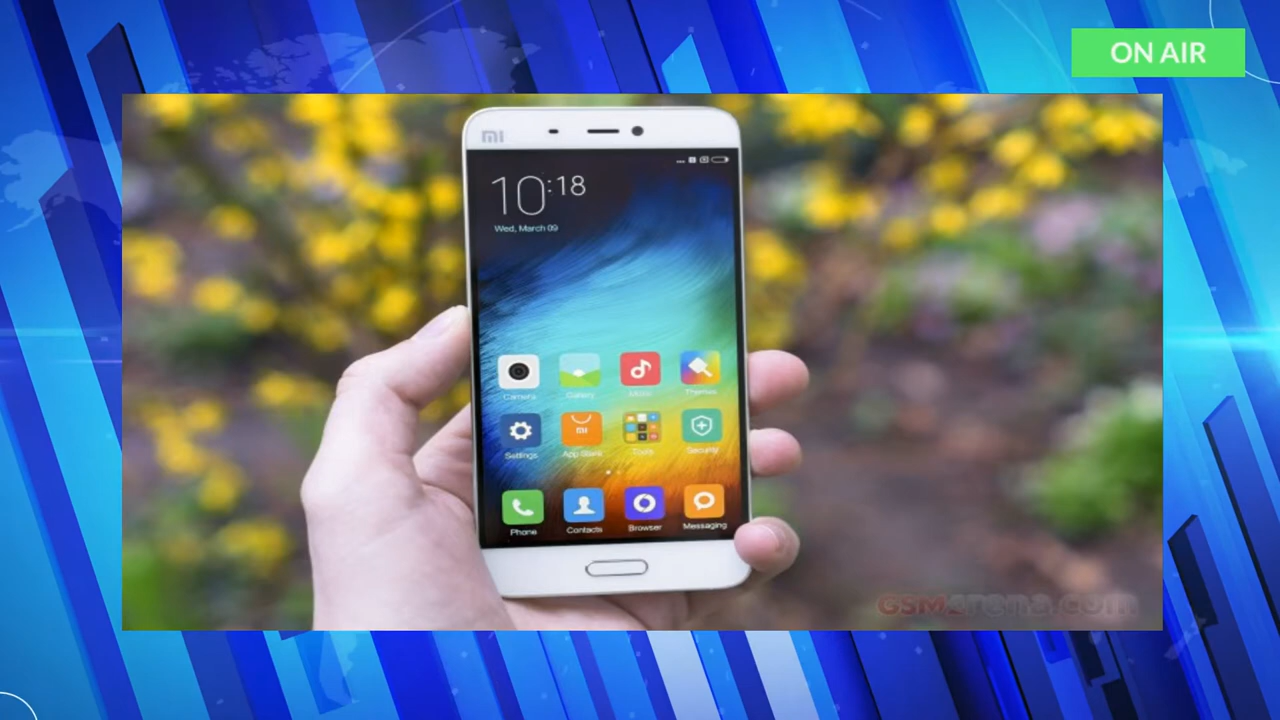 ON AIR
mi
10:18
Wed, March 09
Camera
Gallery
Music
Themes
Settings
App Store
Tools
Security
Phone
Contacts
Browser
Messaging
GSMarena.com